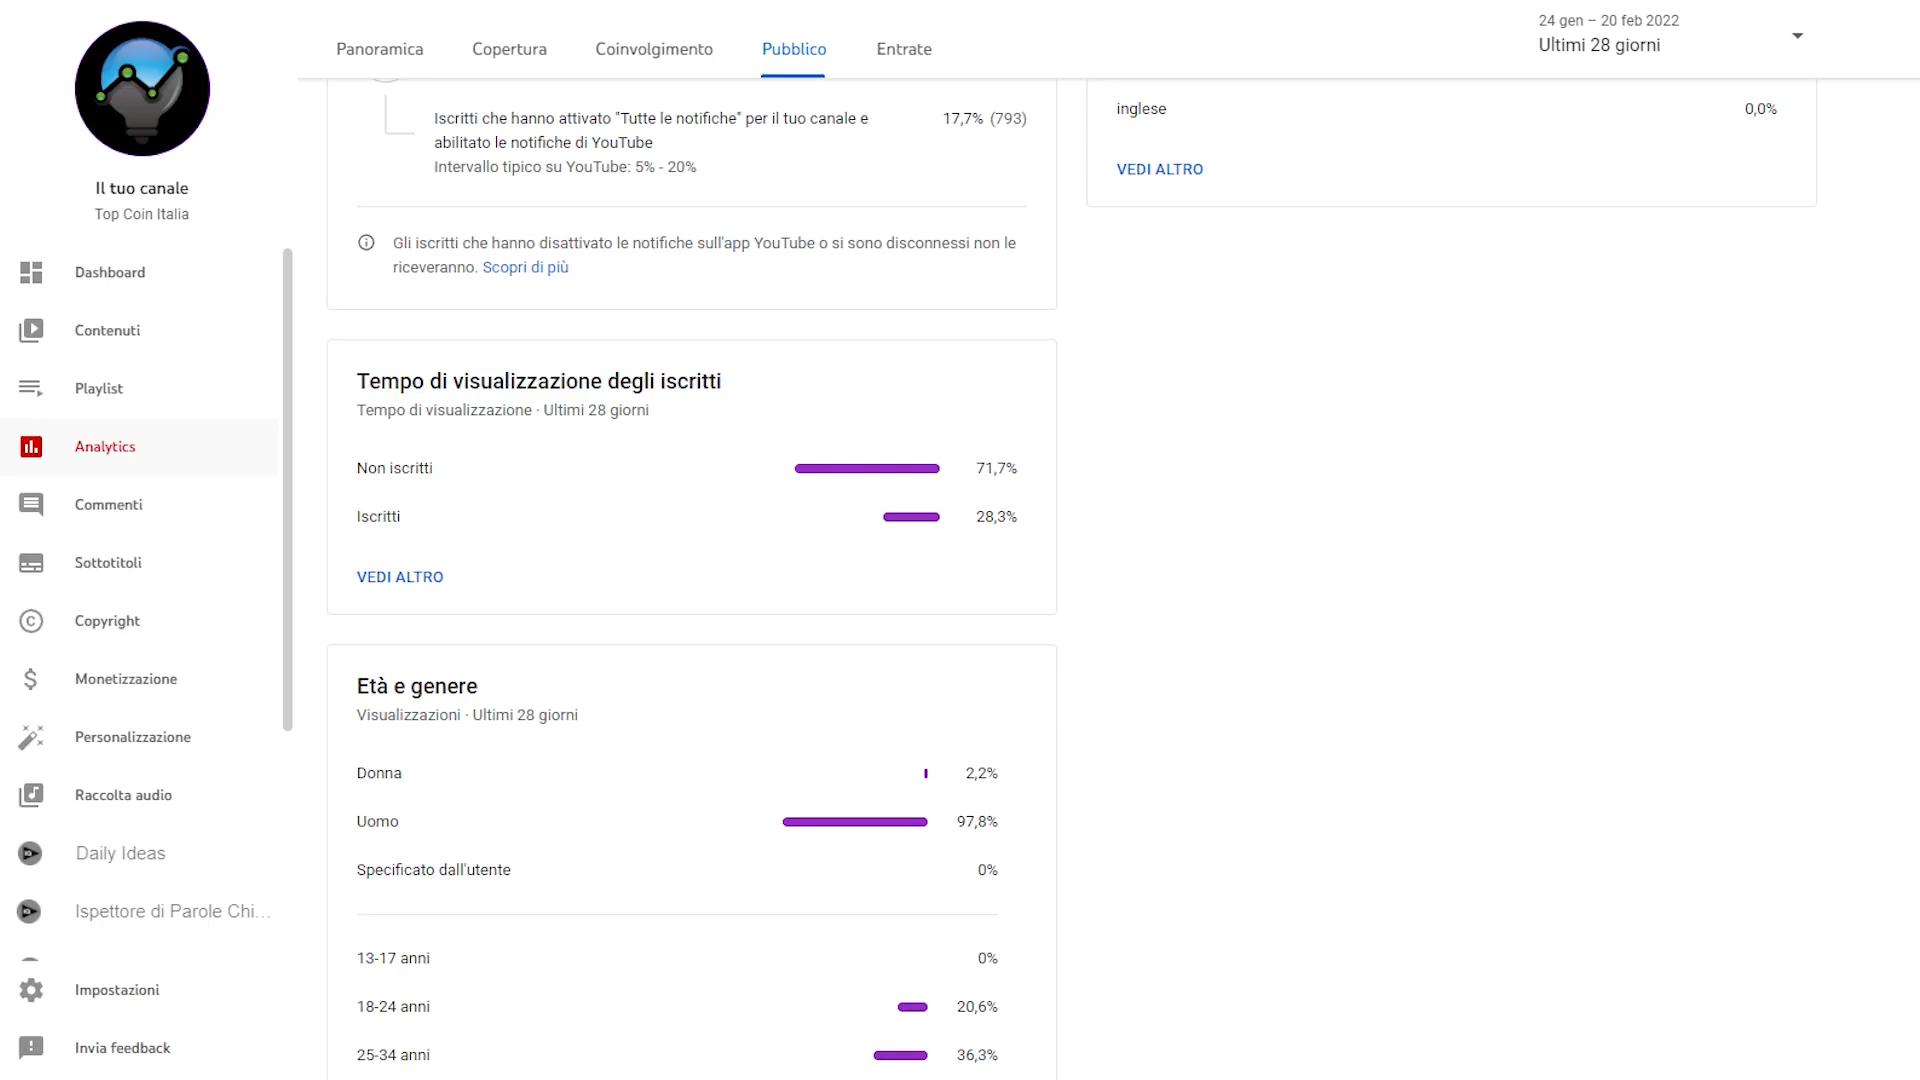 Panoramica
Copertura
Coinvolgimento
Pubblico
Entrate
24 gen – 20 feb 2022
Ultimi 28 giorni
Il tuo canale
Top Coin Italia
Dashboard
Contenuti
Playlist
Analytics
Commenti
Sottotitoli
Copyright
Monetizzazione
Personalizzazione
Raccolta audio
Daily Ideas
Ispettore di Parole Chi...
Impostazioni
Invia feedback
Iscritti che hanno attivato "Tutte le notifiche" per il tuo canale e
abilitato le notifiche di YouTube
17,7% (793)
Intervallo tipico su YouTube: 5% - 20%
Gli iscritti che hanno disattivato le notifiche sull'app YouTube o si sono disconnessi non le
riceveranno. Scopri di più
Tempo di visualizzazione degli iscritti
Tempo di visualizzazione · Ultimi 28 giorni
Non iscritti 71,7%
Iscritti 28,3%
VEDI ALTRO
Età e genere
Visualizzazioni · Ultimi 28 giorni
Donna 2,2%
Uomo 97,8%
Specificato dall'utente 0%
13-17 anni 0%
18-24 anni 20,6%
25-34 anni 36,3%
inglese 0,0%
VEDI ALTRO